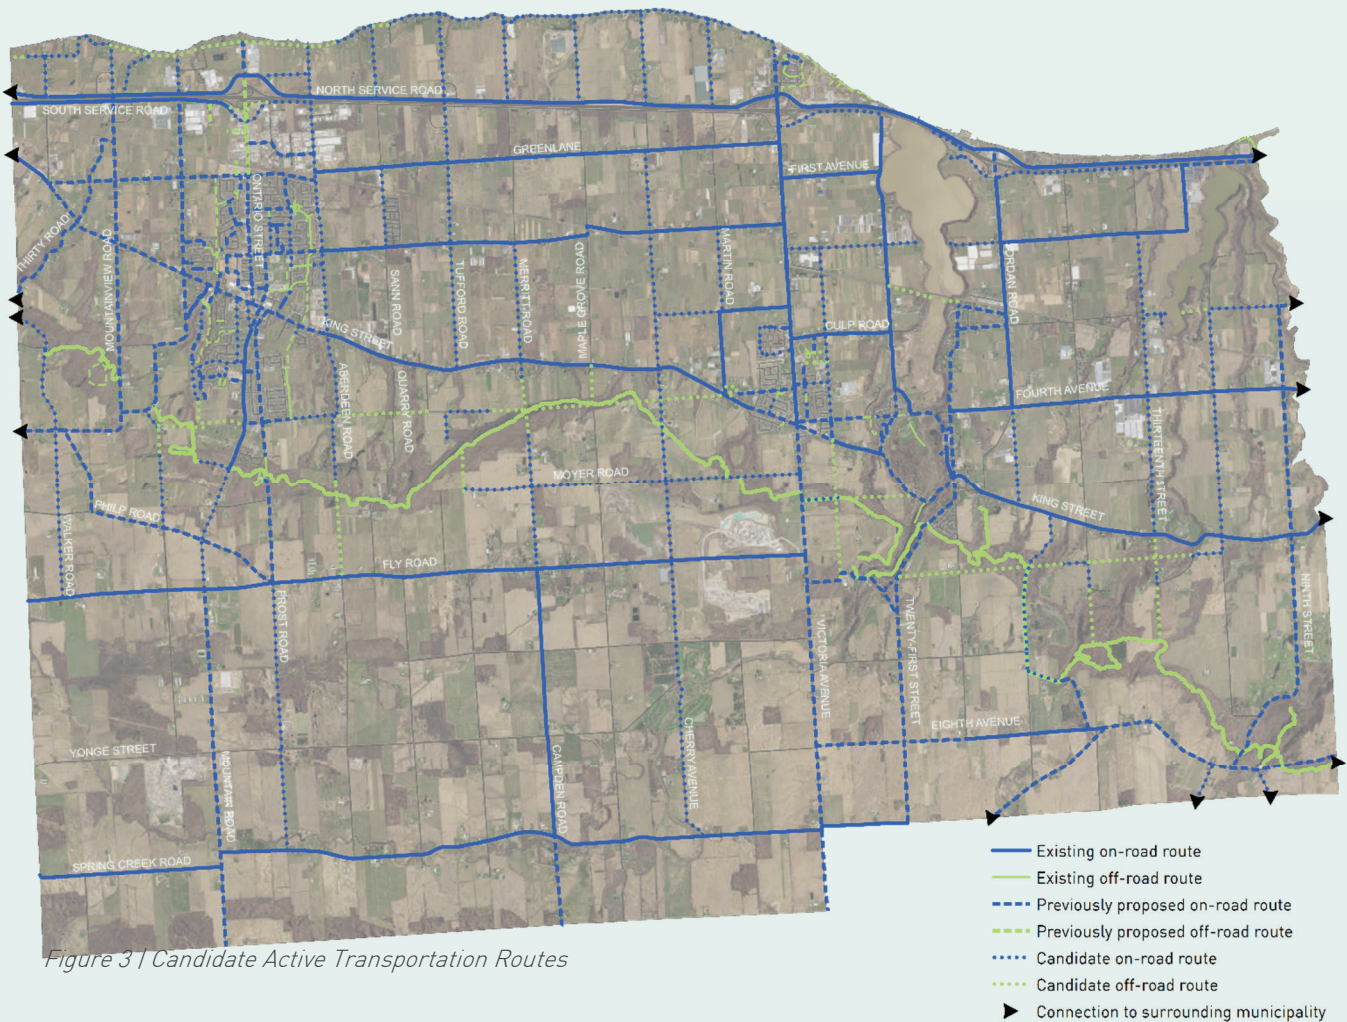 NORTH SERVICE ROAD
SOUTH SERVICE ROAD
GREENLANE
FIRST AVENUE
ONTARIO STREET
THIRTY ROAD
MOUNTAINVIEW ROAD
SANN ROAD
TUFFORD ROAD
MERRITT ROAD
MAPLE GROVE ROAD
MARTIN ROAD
JORDAN ROAD
KING STREET
CULP ROAD
ABERDEEN ROAD
QUARRY ROAD
FOURTH AVENUE
THIRTEENTH STREET
MOYER ROAD
KING STREET
PHILP ROAD
WALKER ROAD
FLY ROAD
FROST ROAD
VICTORIA AVENUE
TWENTY-FIRST STREET
NINTH STREET
EIGHTH AVENUE
YONGE STREET
MOUNTAIN ROAD
CAMPDEN ROAD
CHERRY AVENUE
SPRING CREEK ROAD
Existing on-road route
Existing off-road route
Previously proposed on-road route
Previously proposed off-road route
Candidate on-road route
Candidate off-road route
Connection to surrounding municipality
Figure 3 | Candidate Active Transportation Routes